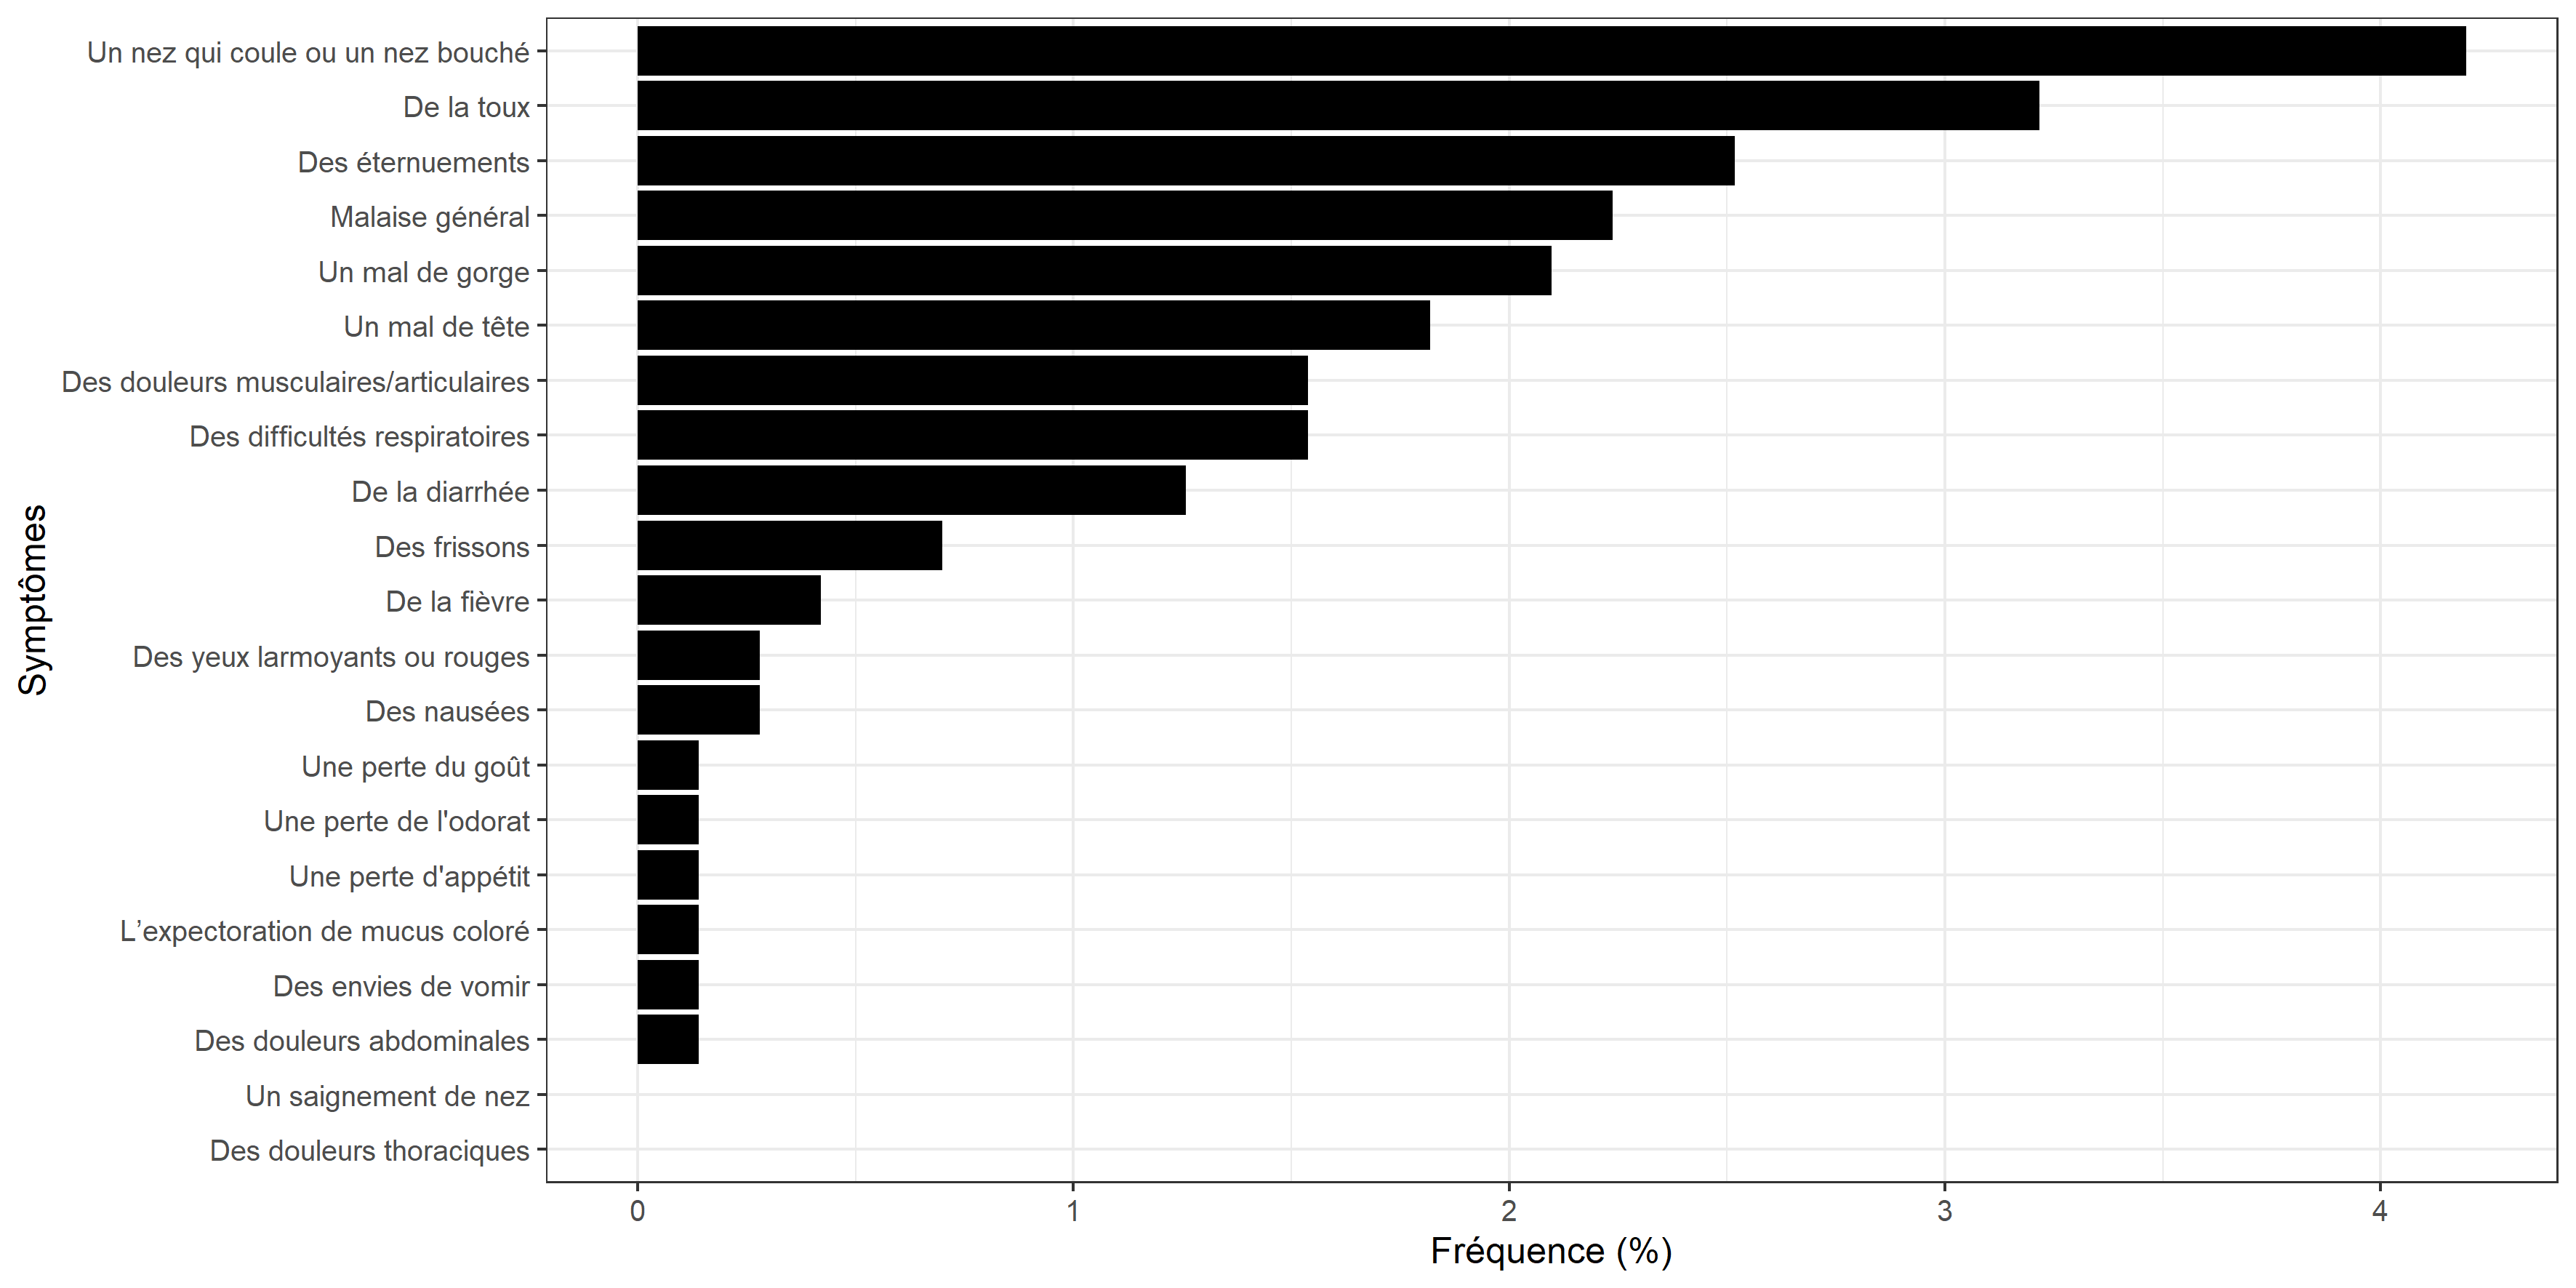 Un nez qui coule ou un nez bouché
De la toux
Des éternuements
Malaise général
Un mal de gorge
Un mal de tête
Des douleurs musculaires/articulaires
Des difficultés respiratoires
De la diarrhée
Des frissons
De la fièvre
Des yeux larmoyants ou rouges
Des nausées
Une perte du goût
Une perte de l'odorat
Une perte d'appétit
L’expectoration de mucus coloré
Des envies de vomir
Des douleurs abdominales
Un saignement de nez
Des douleurs thoraciques
Symptômes
0 1 2 3 4
Fréquence (%)